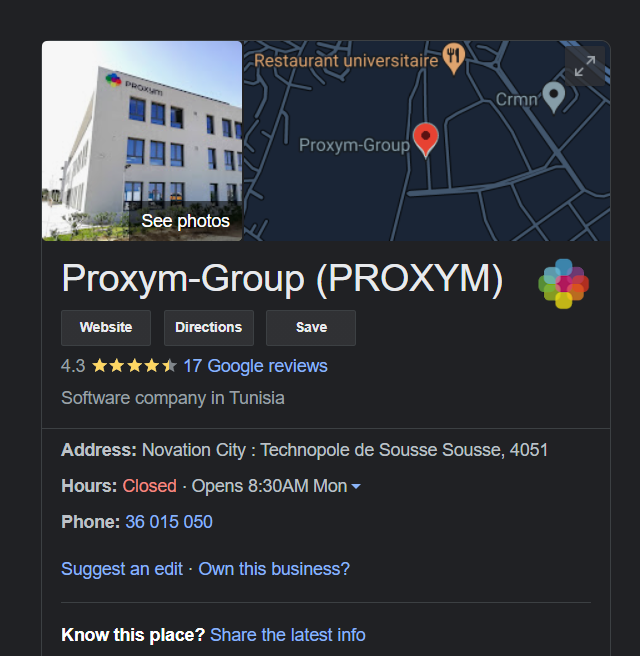 PROXYM
See photos
Restaurant universitaire
Crmn
Proxym-Group
Proxym-Group (PROXYM)
Website
Directions
Save
4.3 17 Google reviews
Software company in Tunisia
Address: Novation City : Technopole de Sousse Sousse, 4051
Hours: Closed · Opens 8:30AM Mon
Phone: 36 015 050
Suggest an edit · Own this business?
Know this place? Share the latest info